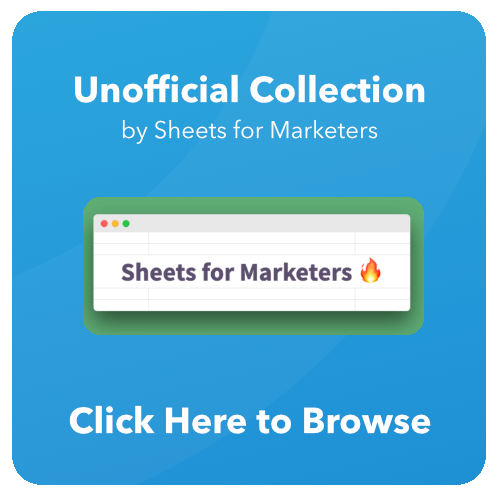 Unofficial Collection
by Sheets for Marketers
Sheets for Marketers 🔥
Click Here to Browse